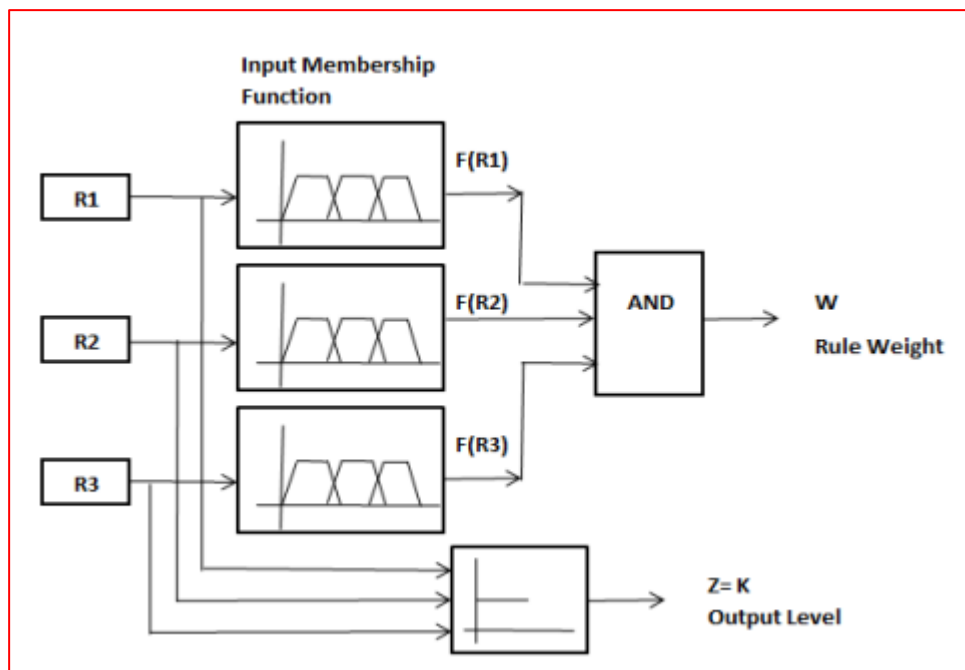 Input Membership
Function
F(R1)
R1
F(R2)
AND
W
R2
Rule Weight
F(R3)
R3
Z= K
Output Level